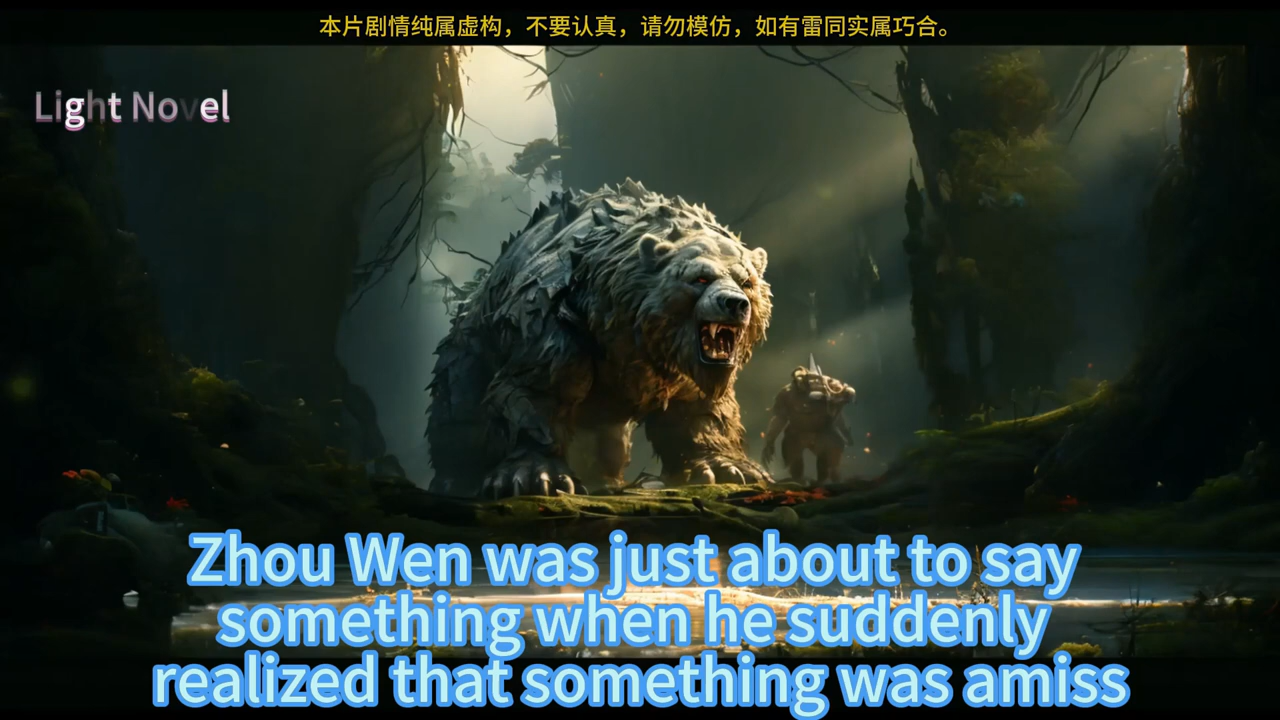 本片剧情纯属虚构，不要认真，请勿模仿，如有雷同实属巧合。
Light Novel
Zhou Wen was just about to say
something when he suddenly
realized that something was amiss